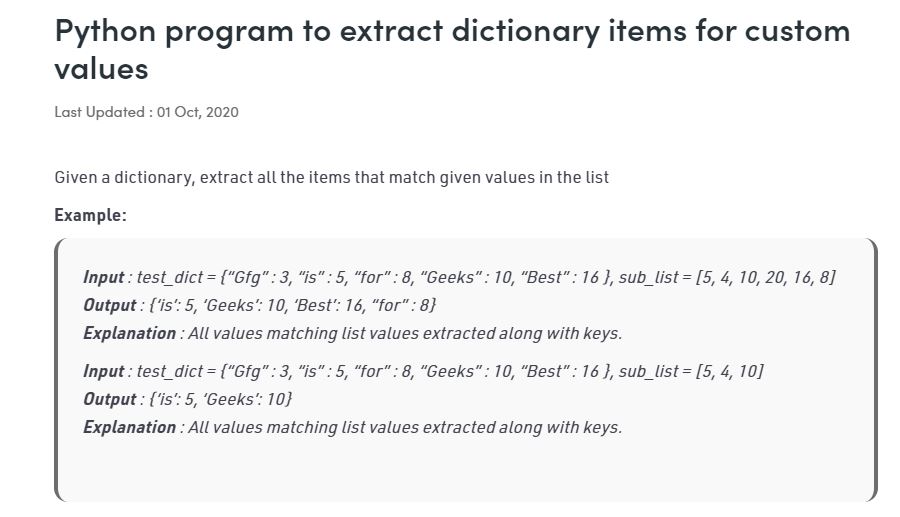 Python program to extract dictionary items for custom
values
Last Updated : 01 Oct, 2020
Given a dictionary, extract all the items that match given values in the list
Example:
Input : test_dict = {“Gfg” : 3, “is” : 5, “for” : 8, “Geeks” : 10, “Best” : 16 }, sub_list = [5, 4, 10, 20, 16, 8]
Output : {‘is’: 5, ‘Geeks’: 10, ‘Best’: 16, “for” : 8}
Explanation : All values matching list values extracted along with keys.
Input : test_dict = {“Gfg” : 3, “is” : 5, “for” : 8, “Geeks” : 10, “Best” : 16 }, sub_list = [5, 4, 10]
Output : {‘is’: 5, ‘Geeks’: 10}
Explanation : All values matching list values extracted along with keys.